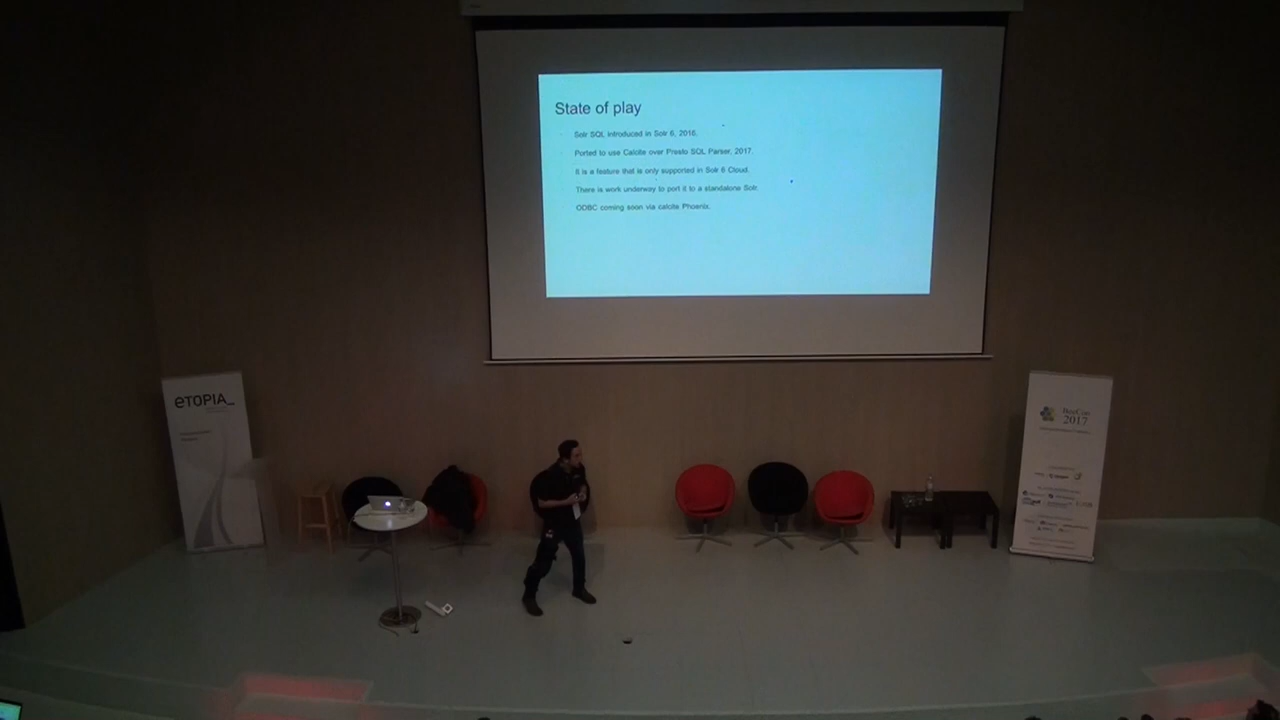 State of play
Solr SQL introduced in Solr 6, 2016.
Ported to use Calcite over Presto SQL Parser, 2017.
It is a feature that is only supported in Solr 6 Cloud.
There is work underway to port it to a standalone Solr.
ODBC coming soon via calcite Phoenix.
eTOPIA_
BeeCon
2017